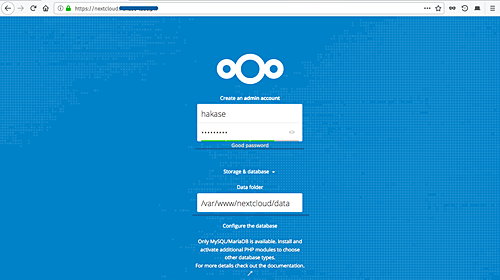 https://nextcloud.
Create an admin account
hakase
Good password
Storage & database
Data folder
/var/www/nextcloud/data
Configure the database
Only MySQL/MariaDB is available. Install and
activate additional PHP modules to choose
other database types.
For more details check out the documentation.